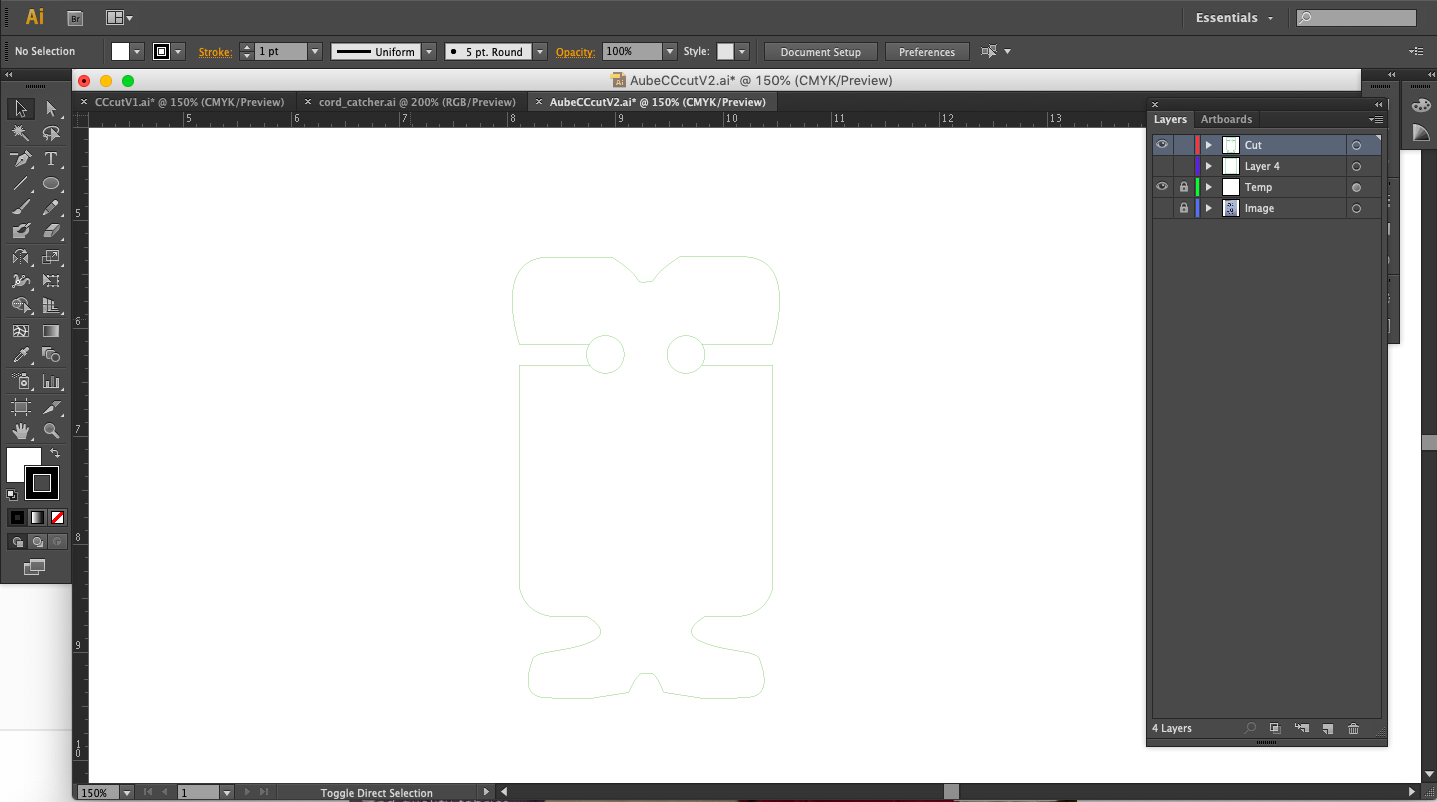 Ai Br Essentials
No Selection Stroke: 1 pt Uniform 5 pt. Round Opacity: 100% Style: Document Setup Preferences
AubeCCcutV2.ai* @ 150% (CMYK/Preview)
CCcutV1.ai* @ 150% (CMYK/Preview) cord_catcher.ai @ 200% (RGB/Preview) AubeCCcutV2.ai* @ 150% (CMYK/Preview)
5 6 7 8 9 10 11 12 13
Layers Artboards
Cut
Layer 4
Temp
Image
5
6
7
8
9
10
4 Layers
150% 1 Toggle Direct Selection